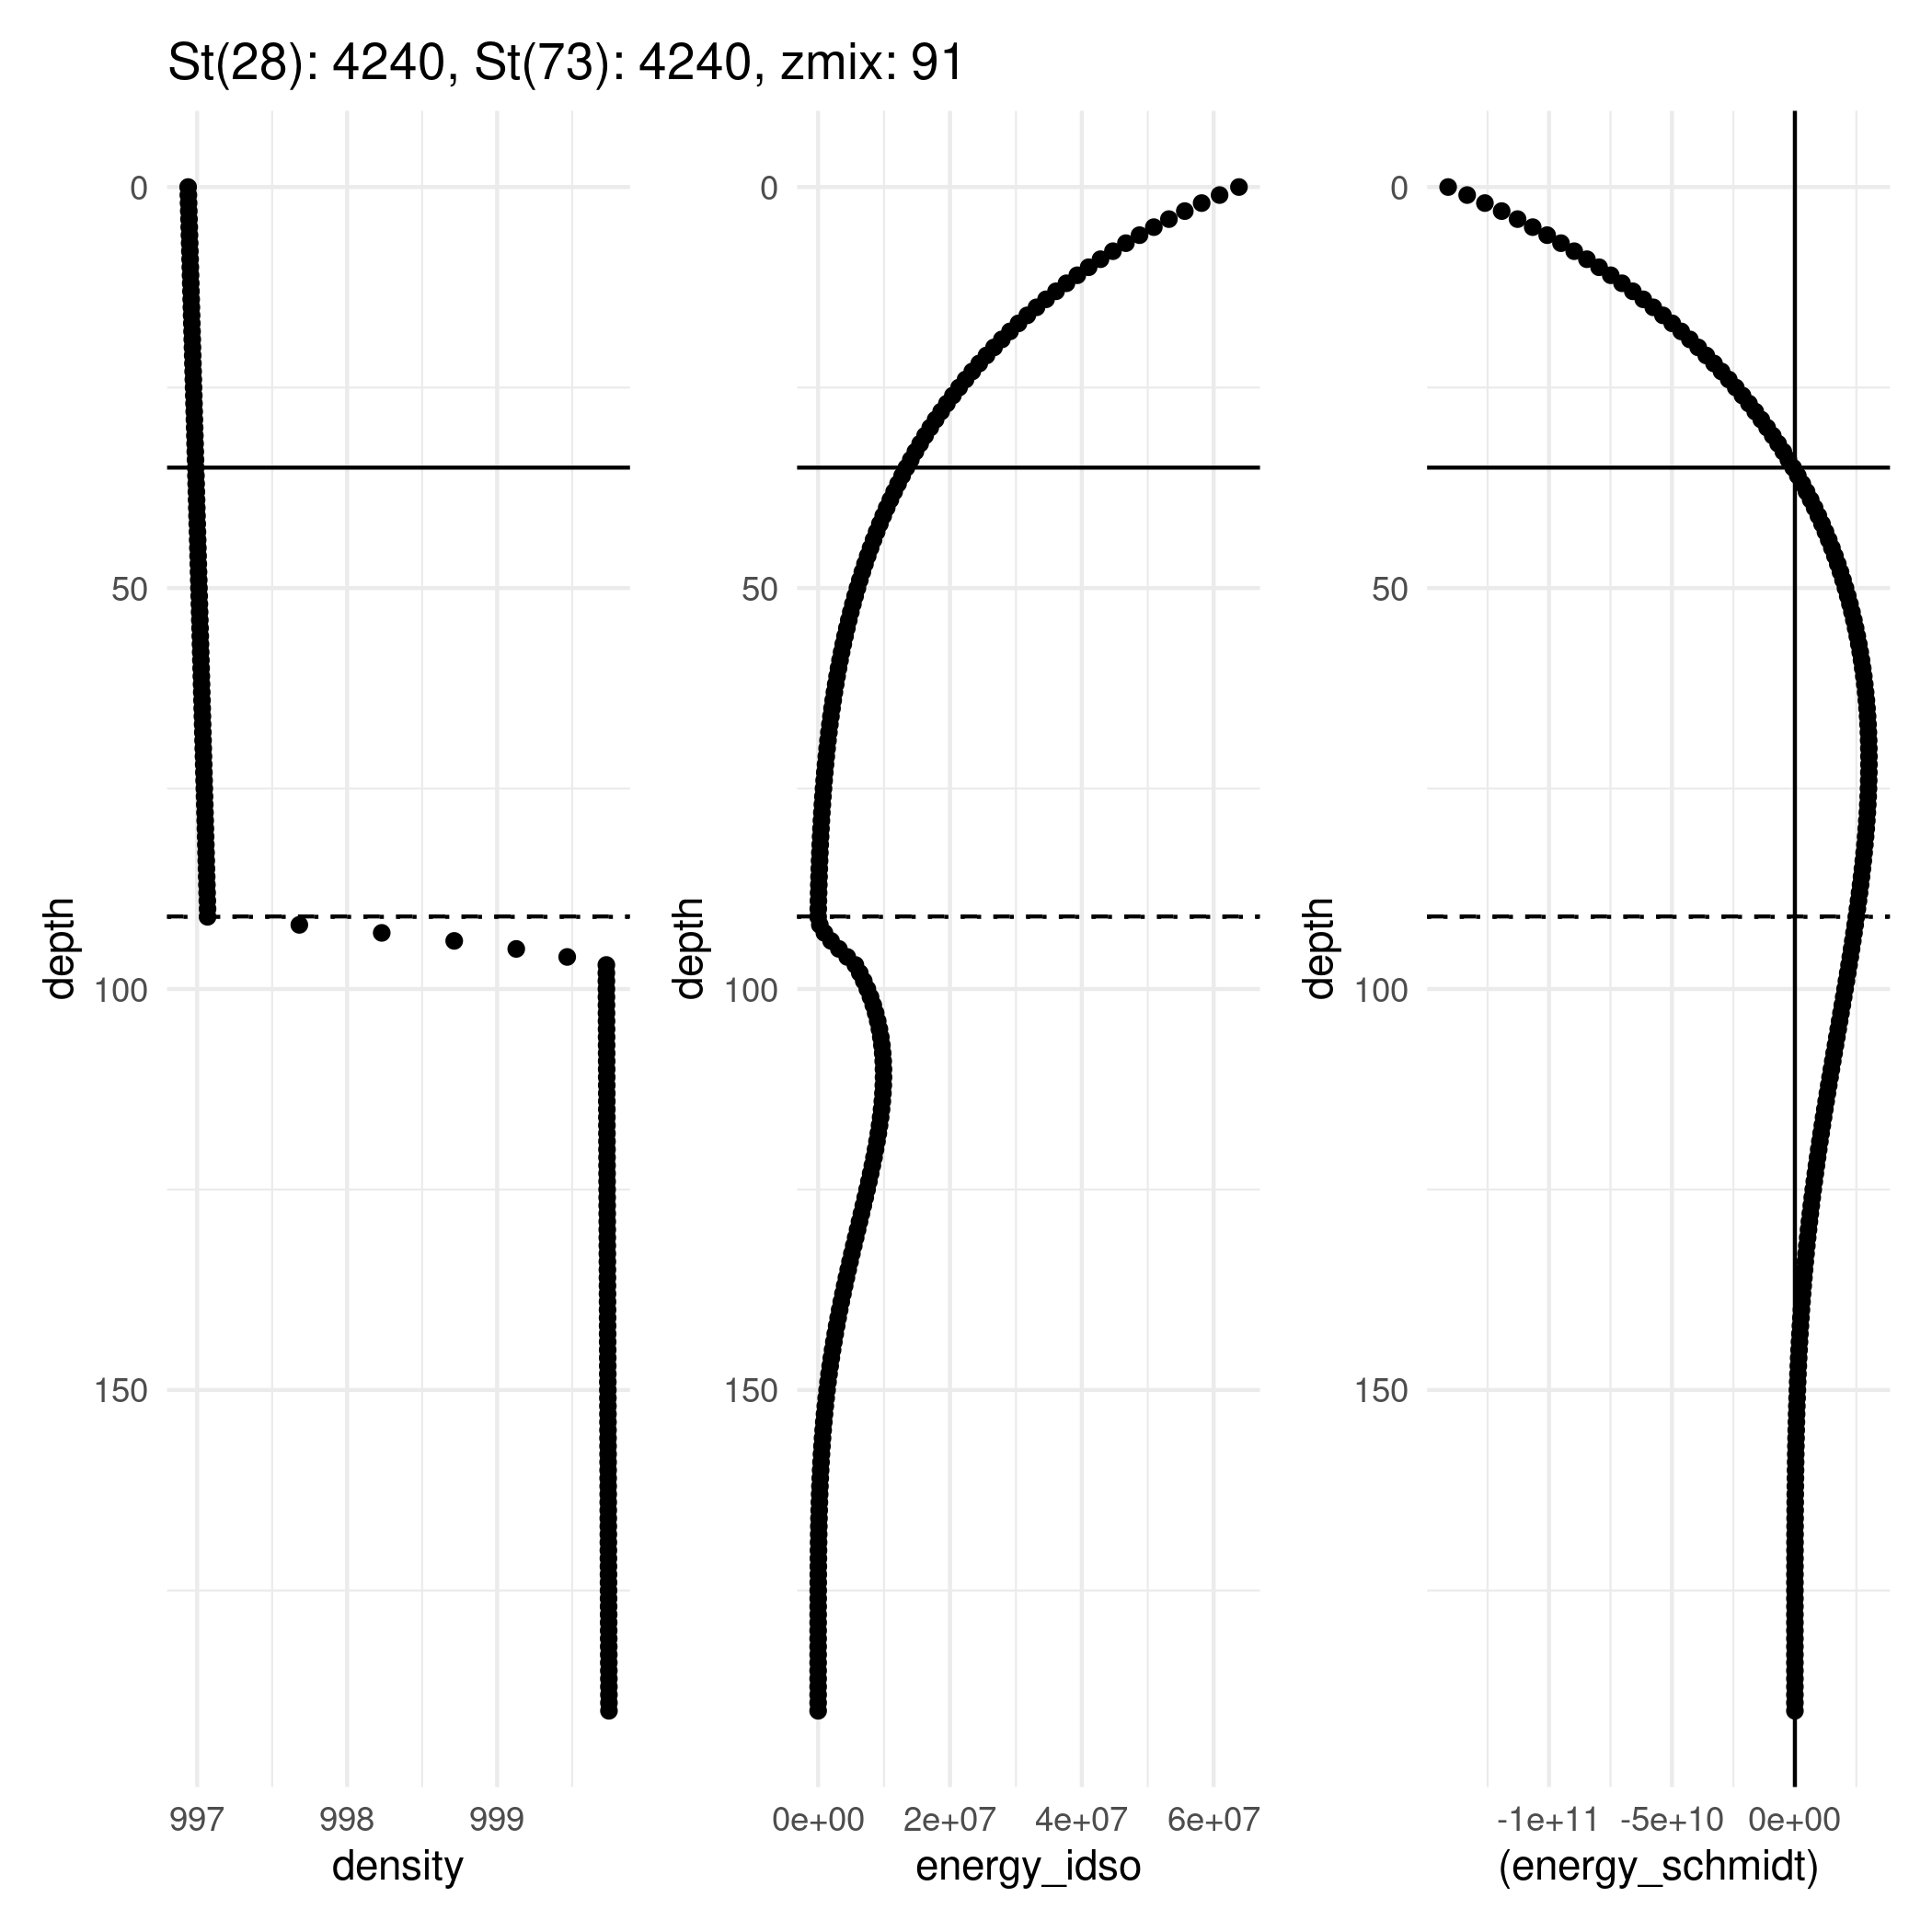 St(28): 4240, St(73): 4240, zmix: 91
0
50
100
150
depth
997
998
999
density
0
50
100
150
depth
0e+00
2e+07
4e+07
6e+07
energy_idso
0
50
100
150
depth
-1e+11
-5e+10
0e+00
(energy_schmidt)